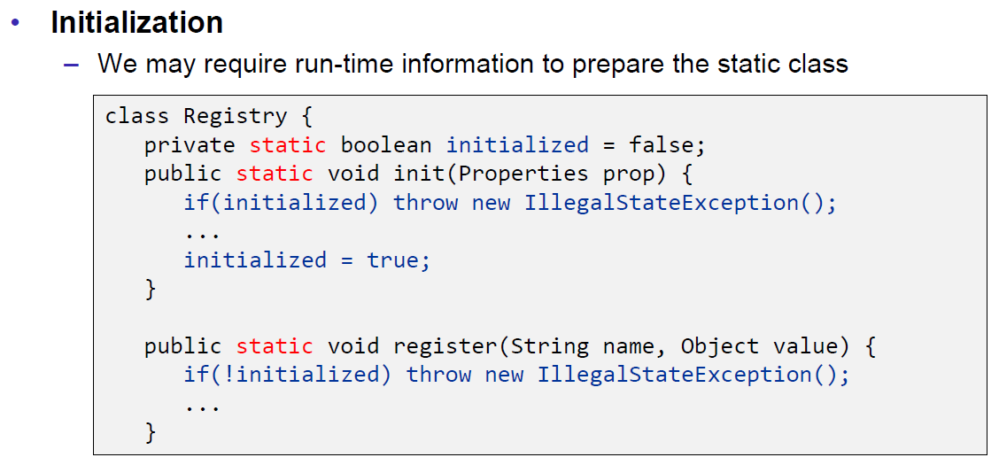 • Initialization
– We may require run-time information to prepare the static class
class Registry {
   private static boolean initialized = false;
   public static void init(Properties prop) {
      if(initialized) throw new IllegalStateException();
      ...
      initialized = true;
   }

   public static void register(String name, Object value) {
      if(!initialized) throw new IllegalStateException();
      ...
   }